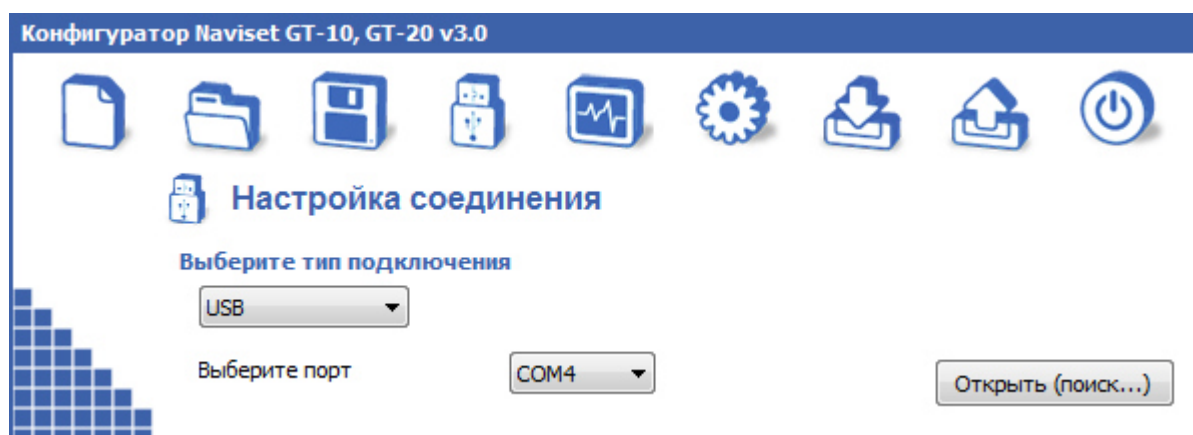 Конфигуратор Naviset GT-10, GT-20 v3.0
Настройка соединения
Выберите тип подключения
USB
Выберите порт
COM4
Открыть (поиск...)